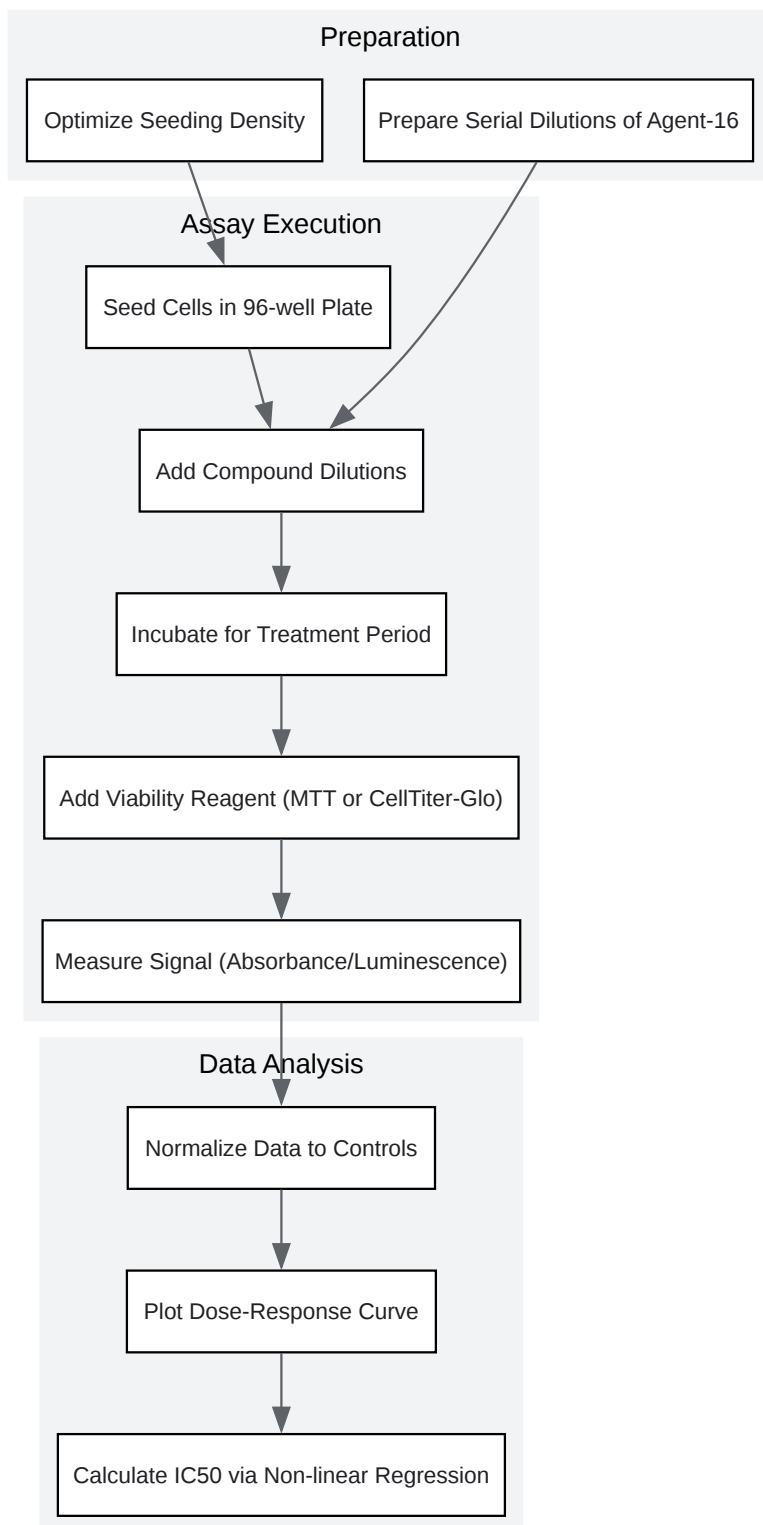 Preparation
Optimize Seeding Density
Prepare Serial Dilutions of Agent-16
Assay Execution
Seed Cells in 96-well Plate
Add Compound Dilutions
Incubate for Treatment Period
Add Viability Reagent (MTT or CellTiter-Glo)
Measure Signal (Absorbance/Luminescence)
Data Analysis
Normalize Data to Controls
Plot Dose-Response Curve
Calculate IC50 via Non-linear Regression